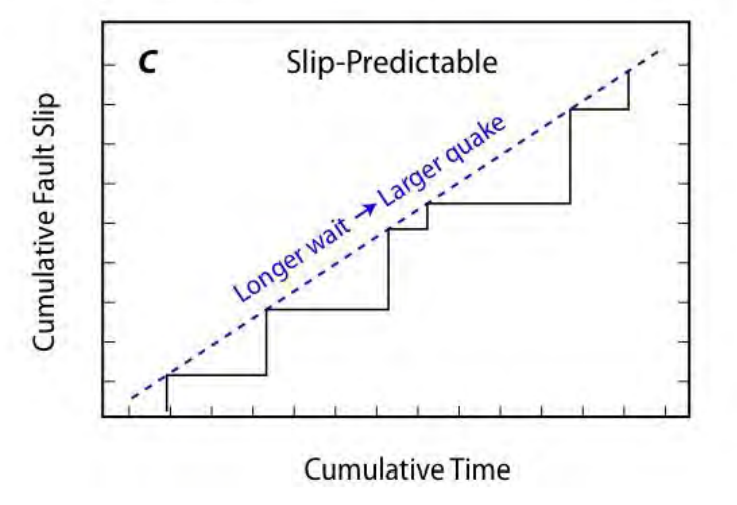 C
Slip-Predictable
Longer wait → Larger quake
Cumulative Fault Slip
Cumulative Time